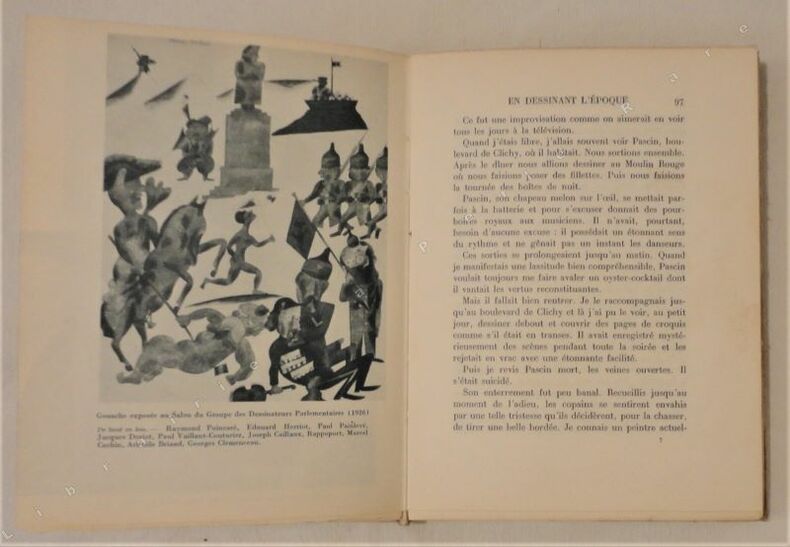 Gouache exposée au Salon du Groupe des Dessinateurs Parlementaires (1926)
De haut en bas. — Raymond Poincaré, Edouard Herriot, Paul Painlevé,
Jacques Doriot, Paul Vaillant-Couturier, Joseph Caillaux, Rappoport, Marcel
Cachin, Aristide Briand, Georges Clemenceau.
EN DESSINANT L'ÉPOQUE 97
Ce fut une improvisation comme on aimerait en voir
tous les jours à la télévision.
Quand j'étais libre, j'allais souvent voir Pascin, bou-
levard de Clichy, où il habitait. Nous sortions ensemble.
Après le dîner nous allions dessiner au Moulin Rouge
où nous faisions poser des fillettes. Puis nous faisions
la tournée des boîtes de nuit.
Pascin, son chapeau melon sur l'œil, se mettait par-
fois à la batterie et pour s'excuser donnait des pour-
boires royaux aux musiciens. Il n'avait, pourtant,
besoin d'aucune excuse : il possédait un étonnant sens
du rythme et ne gênait pas un instant les danseurs.
Ces sorties se prolongeaient jusqu'au matin. Quand
je manifestais une lassitude bien compréhensible, Pascin
voulait toujours me faire avaler un oyster-cocktail dont
il vantait les vertus reconstituantes.
Mais il fallait bien rentrer. Je le raccompagnais jus-
qu'au boulevard de Clichy et là j'ai pu le voir, au petit
jour, dessiner debout et couvrir des pages de croquis
comme s'il était en transes. Il avait enregistré mysté-
rieusement des scènes pendant toute la soirée et les
rejetait en vrac avec une étonnante facilité.
Puis je revis Pascin mort, les veines ouvertes. Il
s'était suicidé.
Son enterrement fut peu banal. Recueillis jusqu'au
moment de l'adieu, les copains se sentirent envahis
par une telle tristesse qu'ils décidèrent, pour la chasser,
de tirer une belle bordée. Je connais un peintre actuel-
7
Librairie Paper Rare